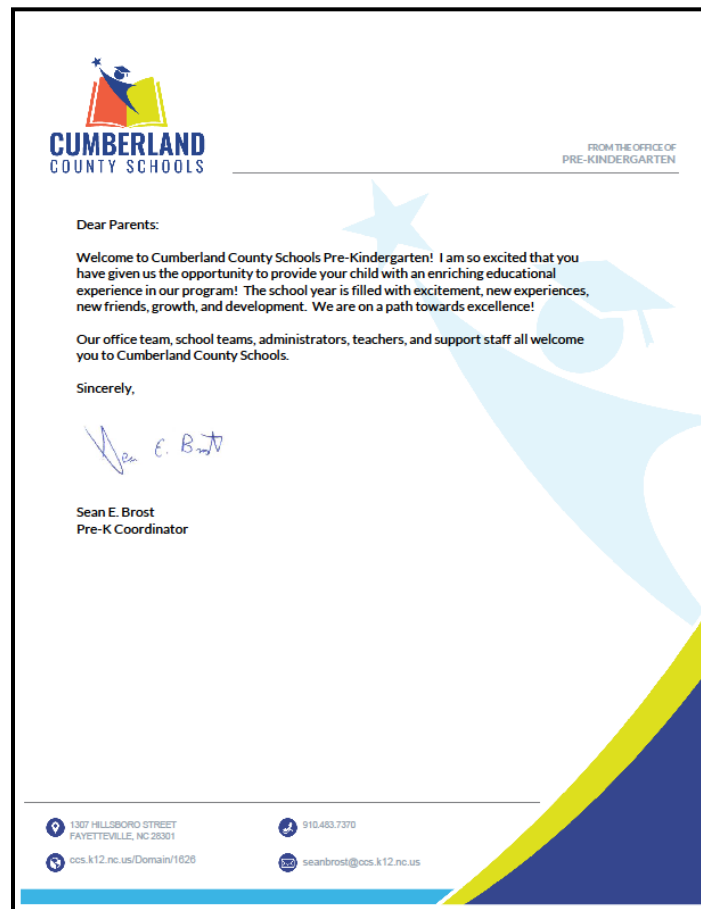 CUMBERLAND
COUNTY SCHOOLS
FROM THE OFFICE OF
PRE-KINDERGARTEN
Dear Parents:
Welcome to Cumberland County Schools Pre-Kindergarten!  I am so excited that you
have given us the opportunity to provide your child with an enriching educational
experience in our program!  The school year is filled with excitement, new experiences,
new friends, growth, and development.  We are on a path towards excellence!
Our office team, school teams, administrators, teachers, and support staff all welcome
you to Cumberland County Schools.
Sincerely,
Sean E. Brost
Sean E. Brost
Pre-K Coordinator
1307 HILLSBORO STREET
FAYETTEVILLE, NC 28301
910.483.7370
ccs.k12.nc.us/Domain/1626
seanbrost@ccs.k12.nc.us